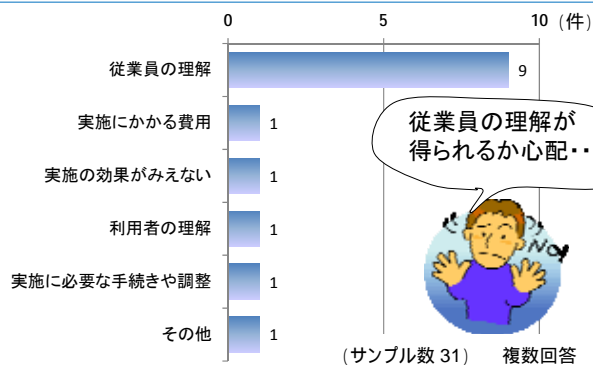 0 5 10 (件)
従業員の理解 9
実施にかかる費用 1
実施の効果がみえない 1
利用者の理解 1
実施に必要な手続きや調整 1
その他 1
従業員の理解が
得られるか心配‥
No!
(サンプル数 31) 複数回答